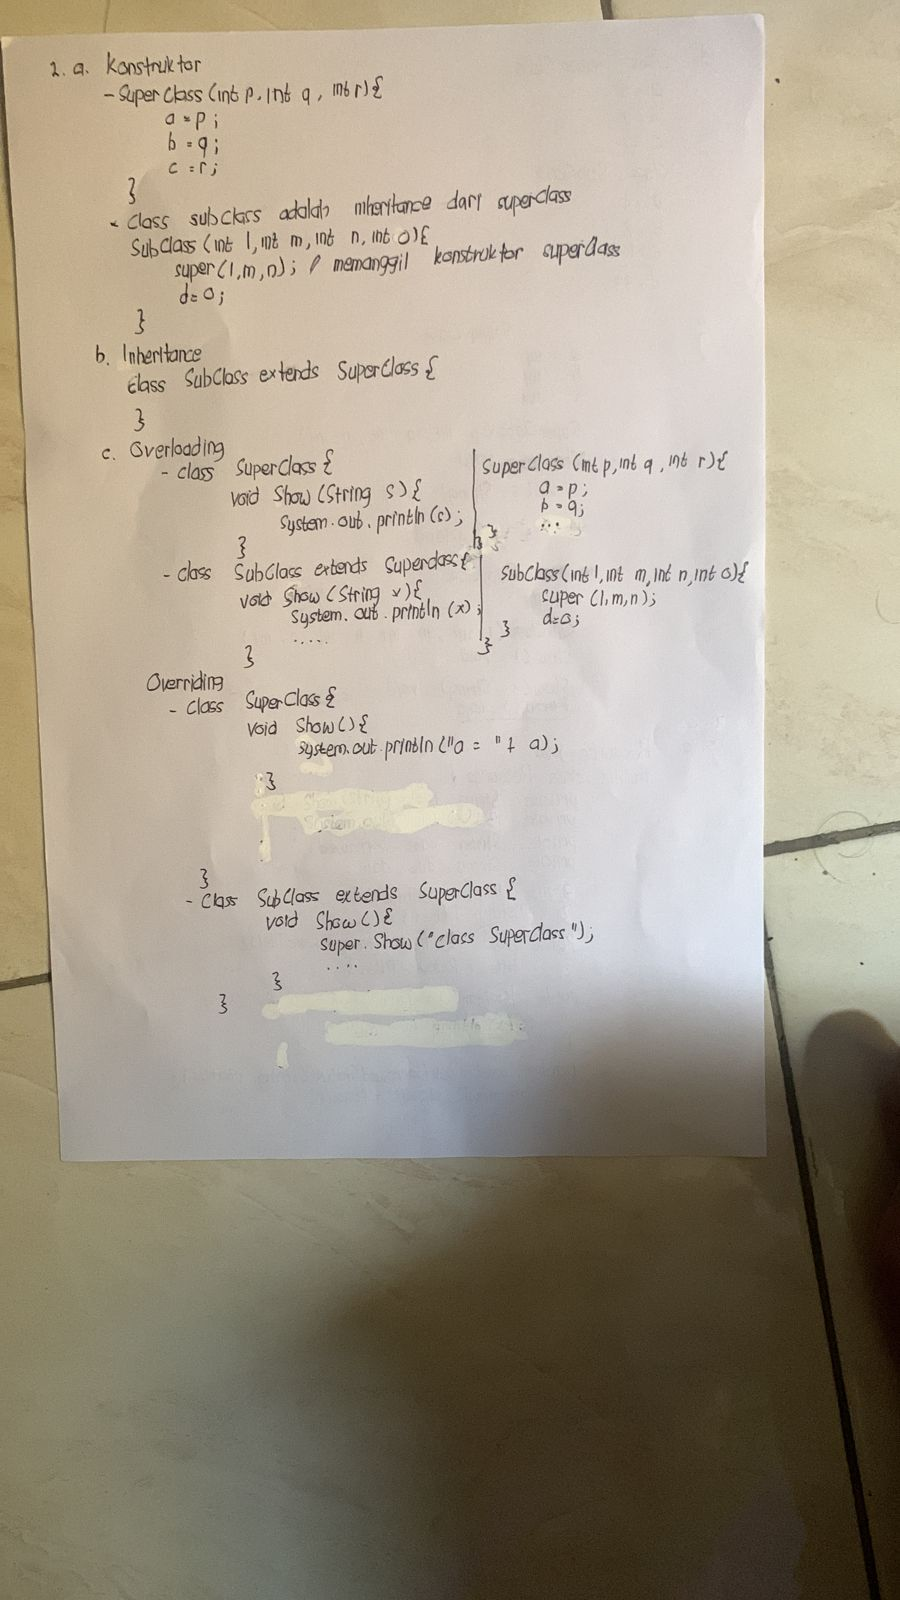 2. a. Konstruktor
- SuperClass (int p, int q, int r){
a = p;
b = q;
c = r;
}
- Class subclass adalah inheritance dari superclass
SubClass (int l, int m, int n, int o){
super (l, m, n); / memanggil konstruktor superclass
d = o;
}
b. Inheritance
class SubClass extends SuperClass {
}
c. Overloading
- class SuperClass {
void Show (String s) {
System.out.println (s);
}
SuperClass (int p, int q, int r) {
a = p;
b = q;
...
}
}
- class SubClass extends Superclass {
void Show (String x) {
System.out.println (x);
.....
}
SubClass (int l, int m, int n, int o) {
super (l, m, n);
d = o;
}
}
Overriding
- Class SuperClass {
void Show () {
System.out.println ("a = " + a);
}
}
- Class SubClass extends SuperClass {
void Show () {
super. Show ("class Superclass");
....
}
}